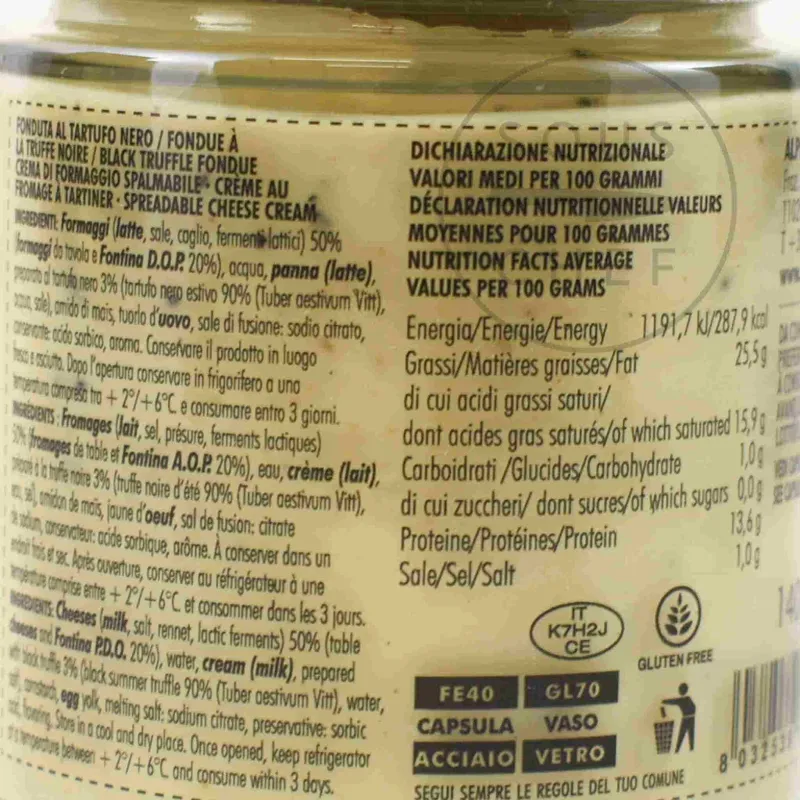 FONDUTA AL TARTUFO NERO / FONDUE À
LA TRUFFE NOIRE / BLACK TRUFFLE FONDUE
CREMA DI FORMAGGIO SPALMABILE · CRÈME AU
FROMAGE À TARTINER · SPREADABLE CHEESE CREAM
INGREDIENTI: Formaggi (latte, sale, caglio, fermenti lattici) 50%
(formaggi da tavola e Fontina D.O.P. 20%), acqua, panna (latte),
preparato al tartufo nero 3% (tartufo nero estivo 90% (Tuber aestivum Vitt),
acqua, sale), amido di mais, tuorlo d'uovo, sale di fusione: sodio citrato,
conservante: acido sorbico, aroma. Conservare il prodotto in luogo
fresco e asciutto. Dopo l'apertura conservare in frigorifero a una
temperatura compresa tra + 2°/+6°C e consumare entro 3 giorni.
INGREDIENTS : Fromages (lait, sel, présure, ferments lactiques)
50% (fromages de table et Fontina A.O.P. 20%), eau, crème (lait),
préparé à la truffe noire 3% (truffe noire d'été 90% (Tuber aestivum Vitt),
eau, sel), amidon de maïs, jaune d'oeuf, sal de fusion: citrate
de sodium, conservateur: acide sorbique, arôme. À conserver dans un
endroit frais et sec. Après ouverture, conserver au réfrigérateur à une
température comprise entre + 2°/+6°C et consommer dans les 3 jours.
INGREDIENTS: Cheeses (milk, salt, rennet, lactic ferments) 50% (table
cheeses and Fontina P.D.O. 20%), water, cream (milk), prepared
with black truffle 3% (black summer truffle 90% (Tuber aestivum Vitt), water,
salt), cornstarch, egg yolk, melting salt: sodium citrate, preservative: sorbic
acid, flavoring. Store in a cool and dry place. Once opened, keep refrigerator
at a temperature between + 2°/+6°C and consume within 3 days.
DICHIARAZIONE NUTRIZIONALE
VALORI MEDI PER 100 GRAMMI
DÉCLARATION NUTRITIONNELLE VALEURS
MOYENNES POUR 100 GRAMMES
NUTRITION FACTS AVERAGE
VALUES PER 100 GRAMS
Energia/Energie/Energy 1191,7 kJ/287,9 kcal
Grassi/Matières graisses/Fat 25,5g
di cui acidi grassi saturi/
dont acides gras saturés/of which saturated 15,9g
Carboidrati /Glucides/Carbohydrate 1,0g
di cui zuccheri/ dont sucres/of which sugars 0,0g
Proteine/Protéines/Protein 13,6g
Sale/Sel/Salt 1,0g
IT
K7H2J
CE
GLUTEN FREE
FE40 GL70
CAPSULA VASO
ACCIAIO VETRO
SEGUI SEMPRE LE REGOLE DEL TUO COMUNE
SOUS
CHEF
ALP
T +
8 032538